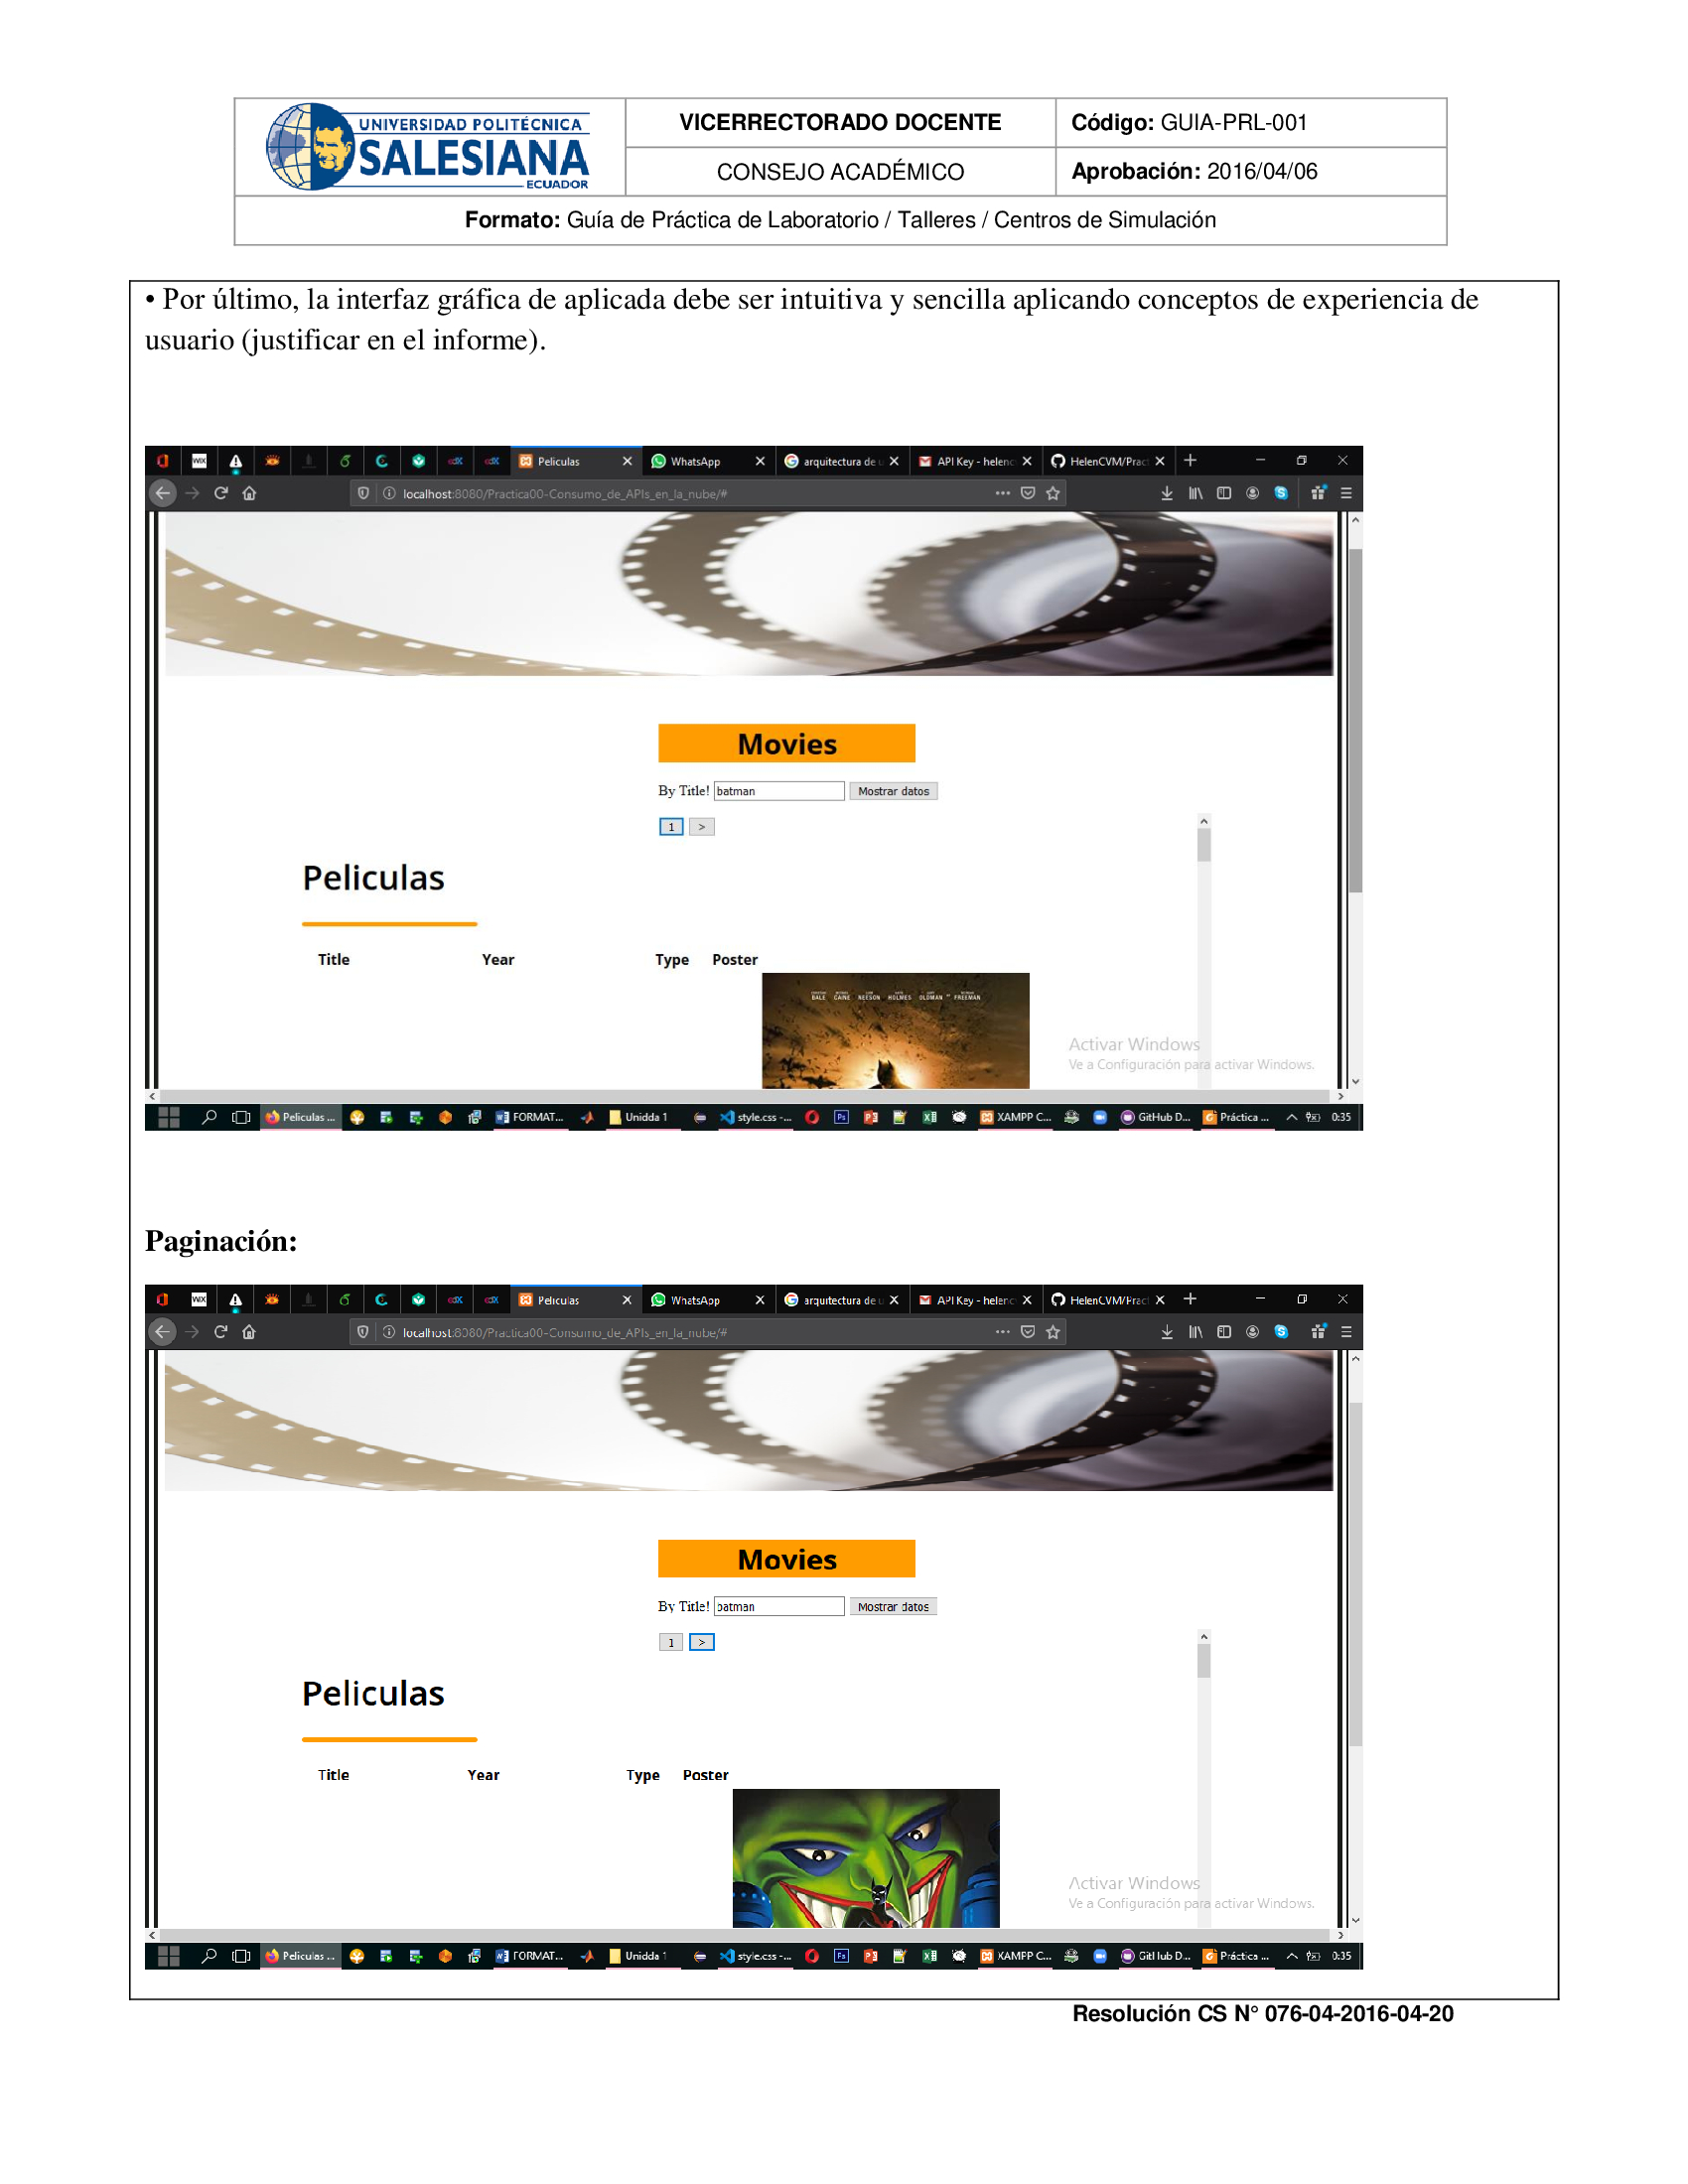 UNIVERSIDAD POLITÉCNICA
SALESIANA
ECUADOR
VICERRECTORADO DOCENTE
Código: GUIA-PRL-001
CONSEJO ACADÉMICO
Aprobación: 2016/04/06
Formato: Guía de Práctica de Laboratorio / Talleres / Centros de Simulación
• Por último, la interfaz gráfica de aplicada debe ser intuitiva y sencilla aplicando conceptos de experiencia de
usuario (justificar en el informe).
WIX Peliculas WhatsApp arquitectura de u API Key - helenc HelenCVM/Pract
localhost:8080/Practica00-Consumo_de_APIs_en_la_nube/#
Movies
By Title! batman Mostrar datos
1 >
Peliculas
Title Year Type Poster
BALE CAINE NEESON HOLMES OLDMAN FREEMAN
Activar Windows
Ve a Configuración para activar Windows.
Peliculas ... FORMAT... Unidda 1 style.css -... XAMPP C... GitHub D... Práctica ... 0:35
Paginación:
WIX Peliculas WhatsApp arquitectura de u API Key - helenc HelenCVM/Pract
localhost:8080/Practica00-Consumo_de_APIs_en_la_nube/#
Movies
By Title! batman Mostrar datos
1 >
Peliculas
Title Year Type Poster
Activar Windows
Ve a Configuración para activar Windows.
Peliculas ... FORMAT... Unidda 1 style.css -... XAMPP C... GitHub D... Práctica ... 0:35
Resolución CS N° 076-04-2016-04-20